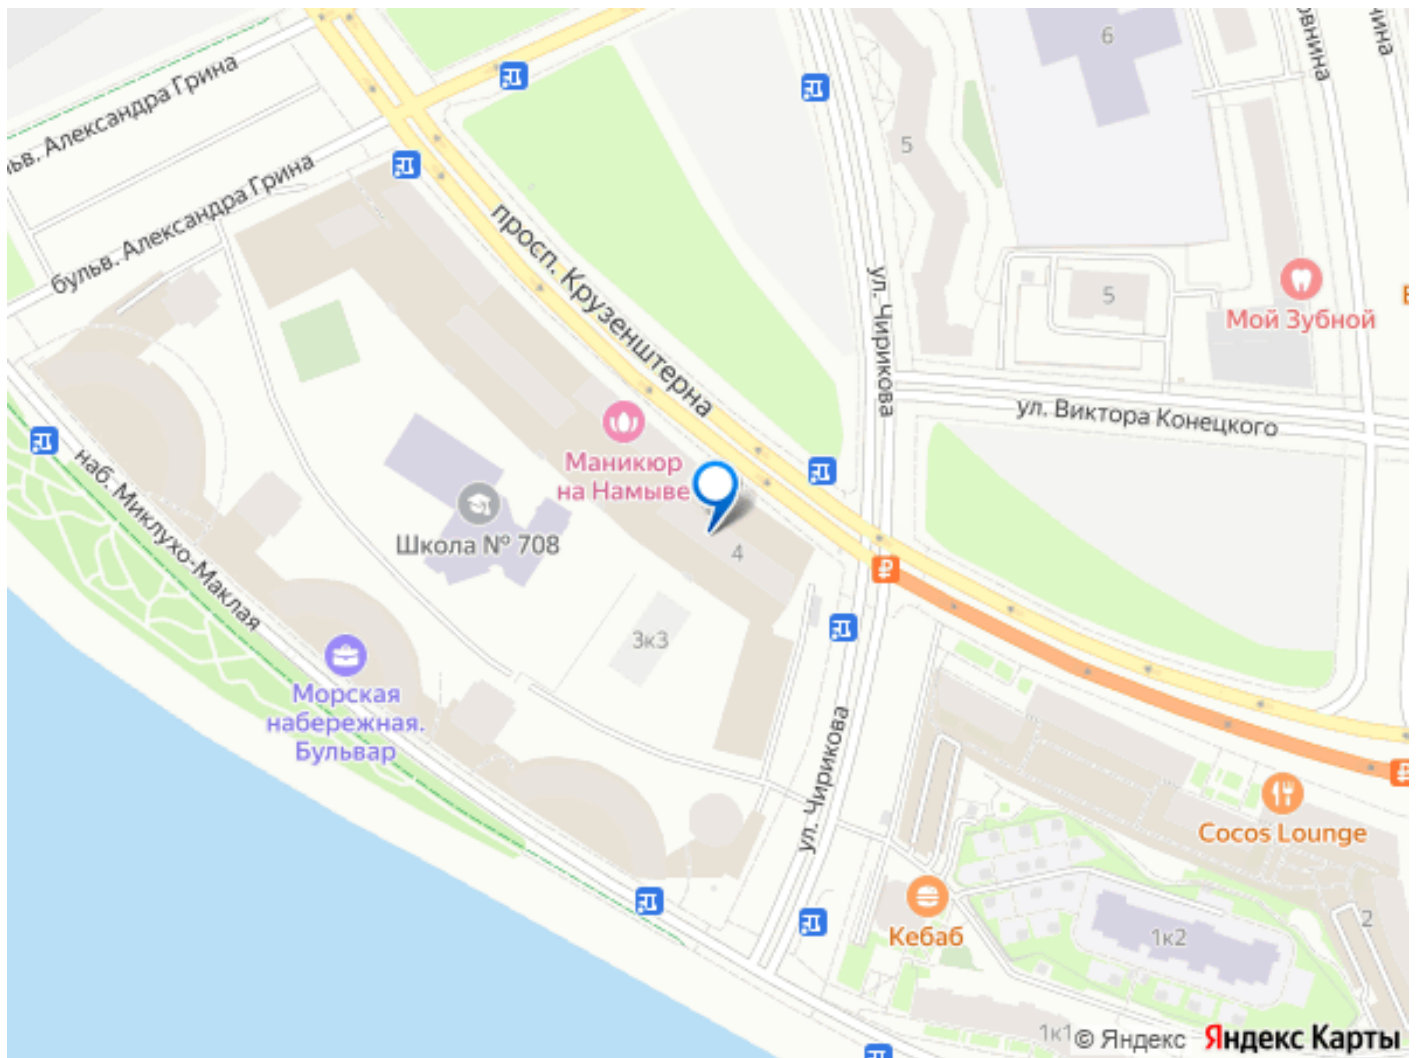 бульв. Александра Грина
6
овнина
чина
5
бульв. Александра Грина
просп. Крузенштерна
ул. Чирикова
5
Мой Зубной
ул. Виктора Конецкого
Маникюр
на Намыве
наб. Миклухо-Маклая
Школа № 708
4
3к3
Морская
набережная.
Бульвар
ул. Чирикова
Cocos Lounge
Кебаб
1к2
2
1к1
© Яндекс Яндекс Карты